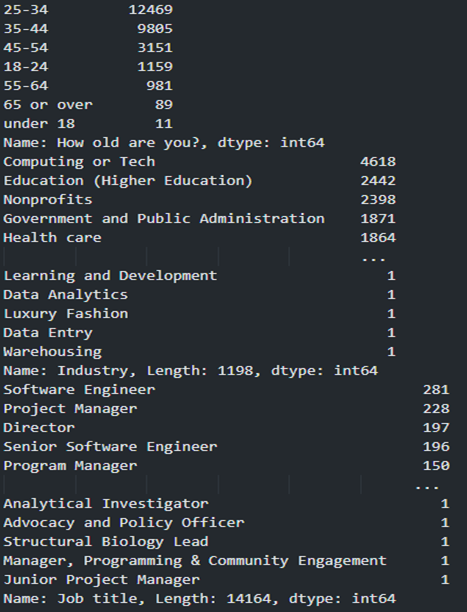 25-34 12469
35-44 9805
45-54 3151
18-24 1159
55-64 981
65 or over 89
under 18 11
Name: How old are you?, dtype: int64
Computing or Tech 4618
Education (Higher Education) 2442
Nonprofits 2398
Government and Public Administration 1871
Health care 1864
...
Learning and Development 1
Data Analytics 1
Luxury Fashion 1
Data Entry 1
Warehousing 1
Name: Industry, Length: 1198, dtype: int64
Software Engineer 281
Project Manager 228
Director 197
Senior Software Engineer 196
Program Manager 150
...
Analytical Investigator 1
Advocacy and Policy Officer 1
Structural Biology Lead 1
Manager, Programming & Community Engagement 1
Junior Project Manager 1
Name: Job title, Length: 14164, dtype: int64